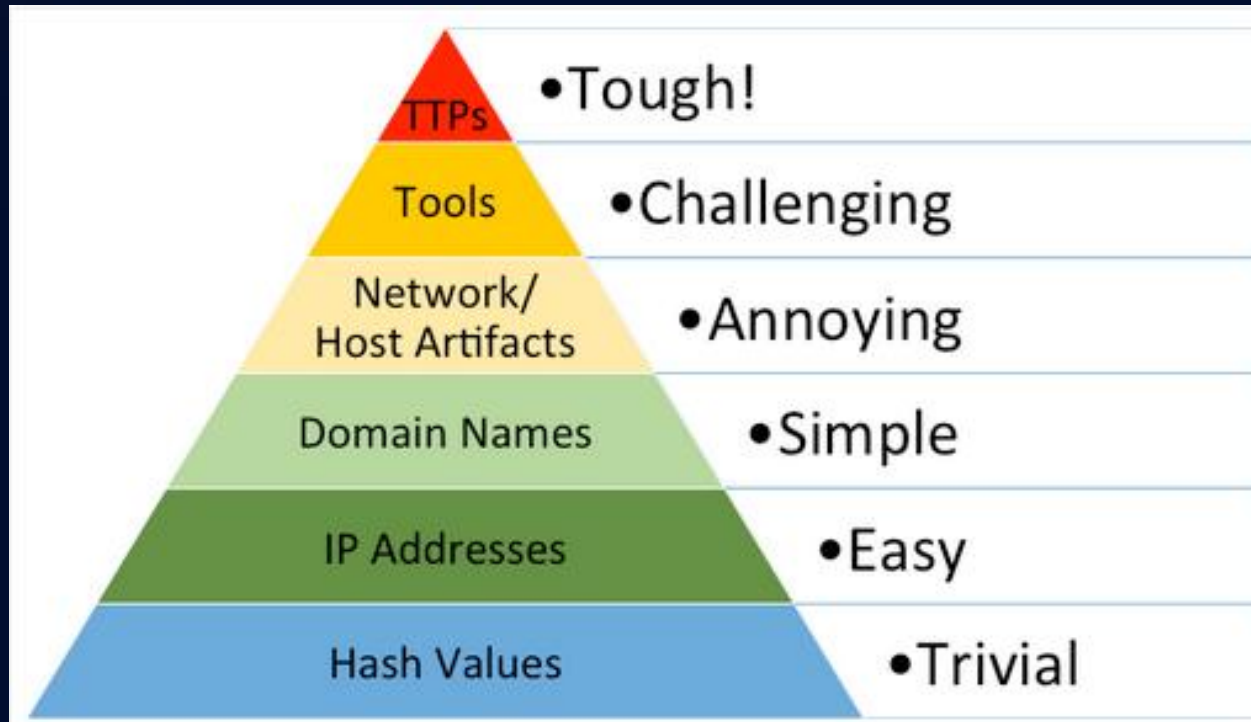 TTPs
•Tough!
Tools
•Challenging
Network/
Host Artifacts
•Annoying
Domain Names
•Simple
IP Addresses
•Easy
Hash Values
•Trivial